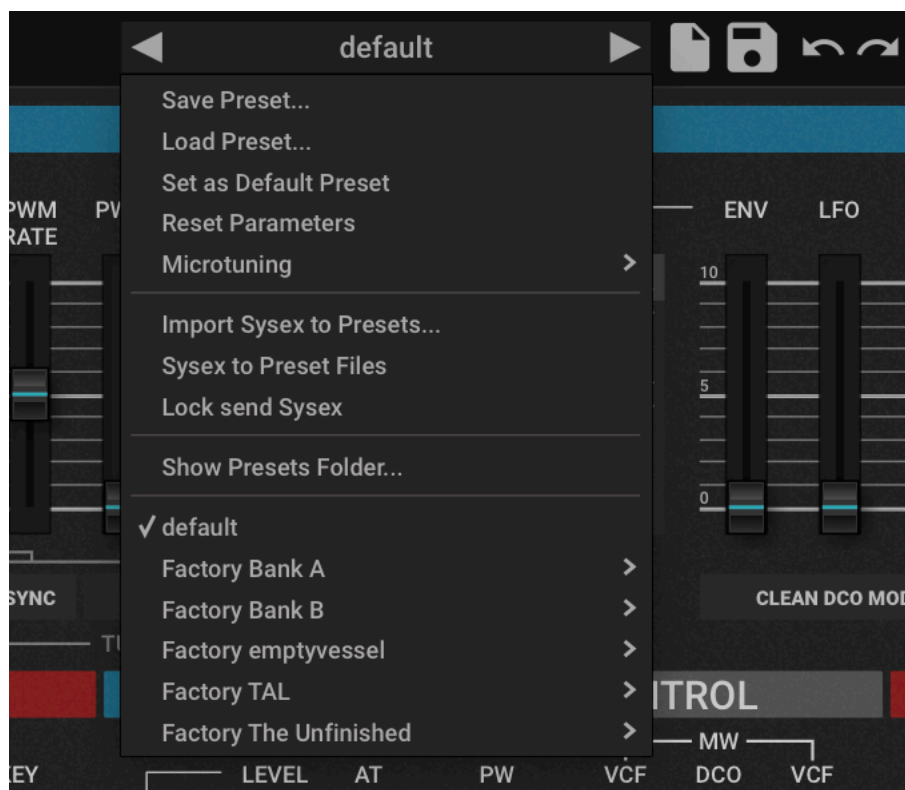 default
Save Preset...
Load Preset...
Set as Default Preset
Reset Parameters
Microtuning
Import Sysex to Presets...
Sysex to Preset Files
Lock send Sysex
Show Presets Folder...
default
Factory Bank A
Factory Bank B
Factory emptyvessel
Factory TAL
Factory The Unfinished
PWM
RATE
ENV LFO
10
5
0
SYNC
CLEAN DCO
MW
KEY LEVEL AT PW VCF DCO VCF